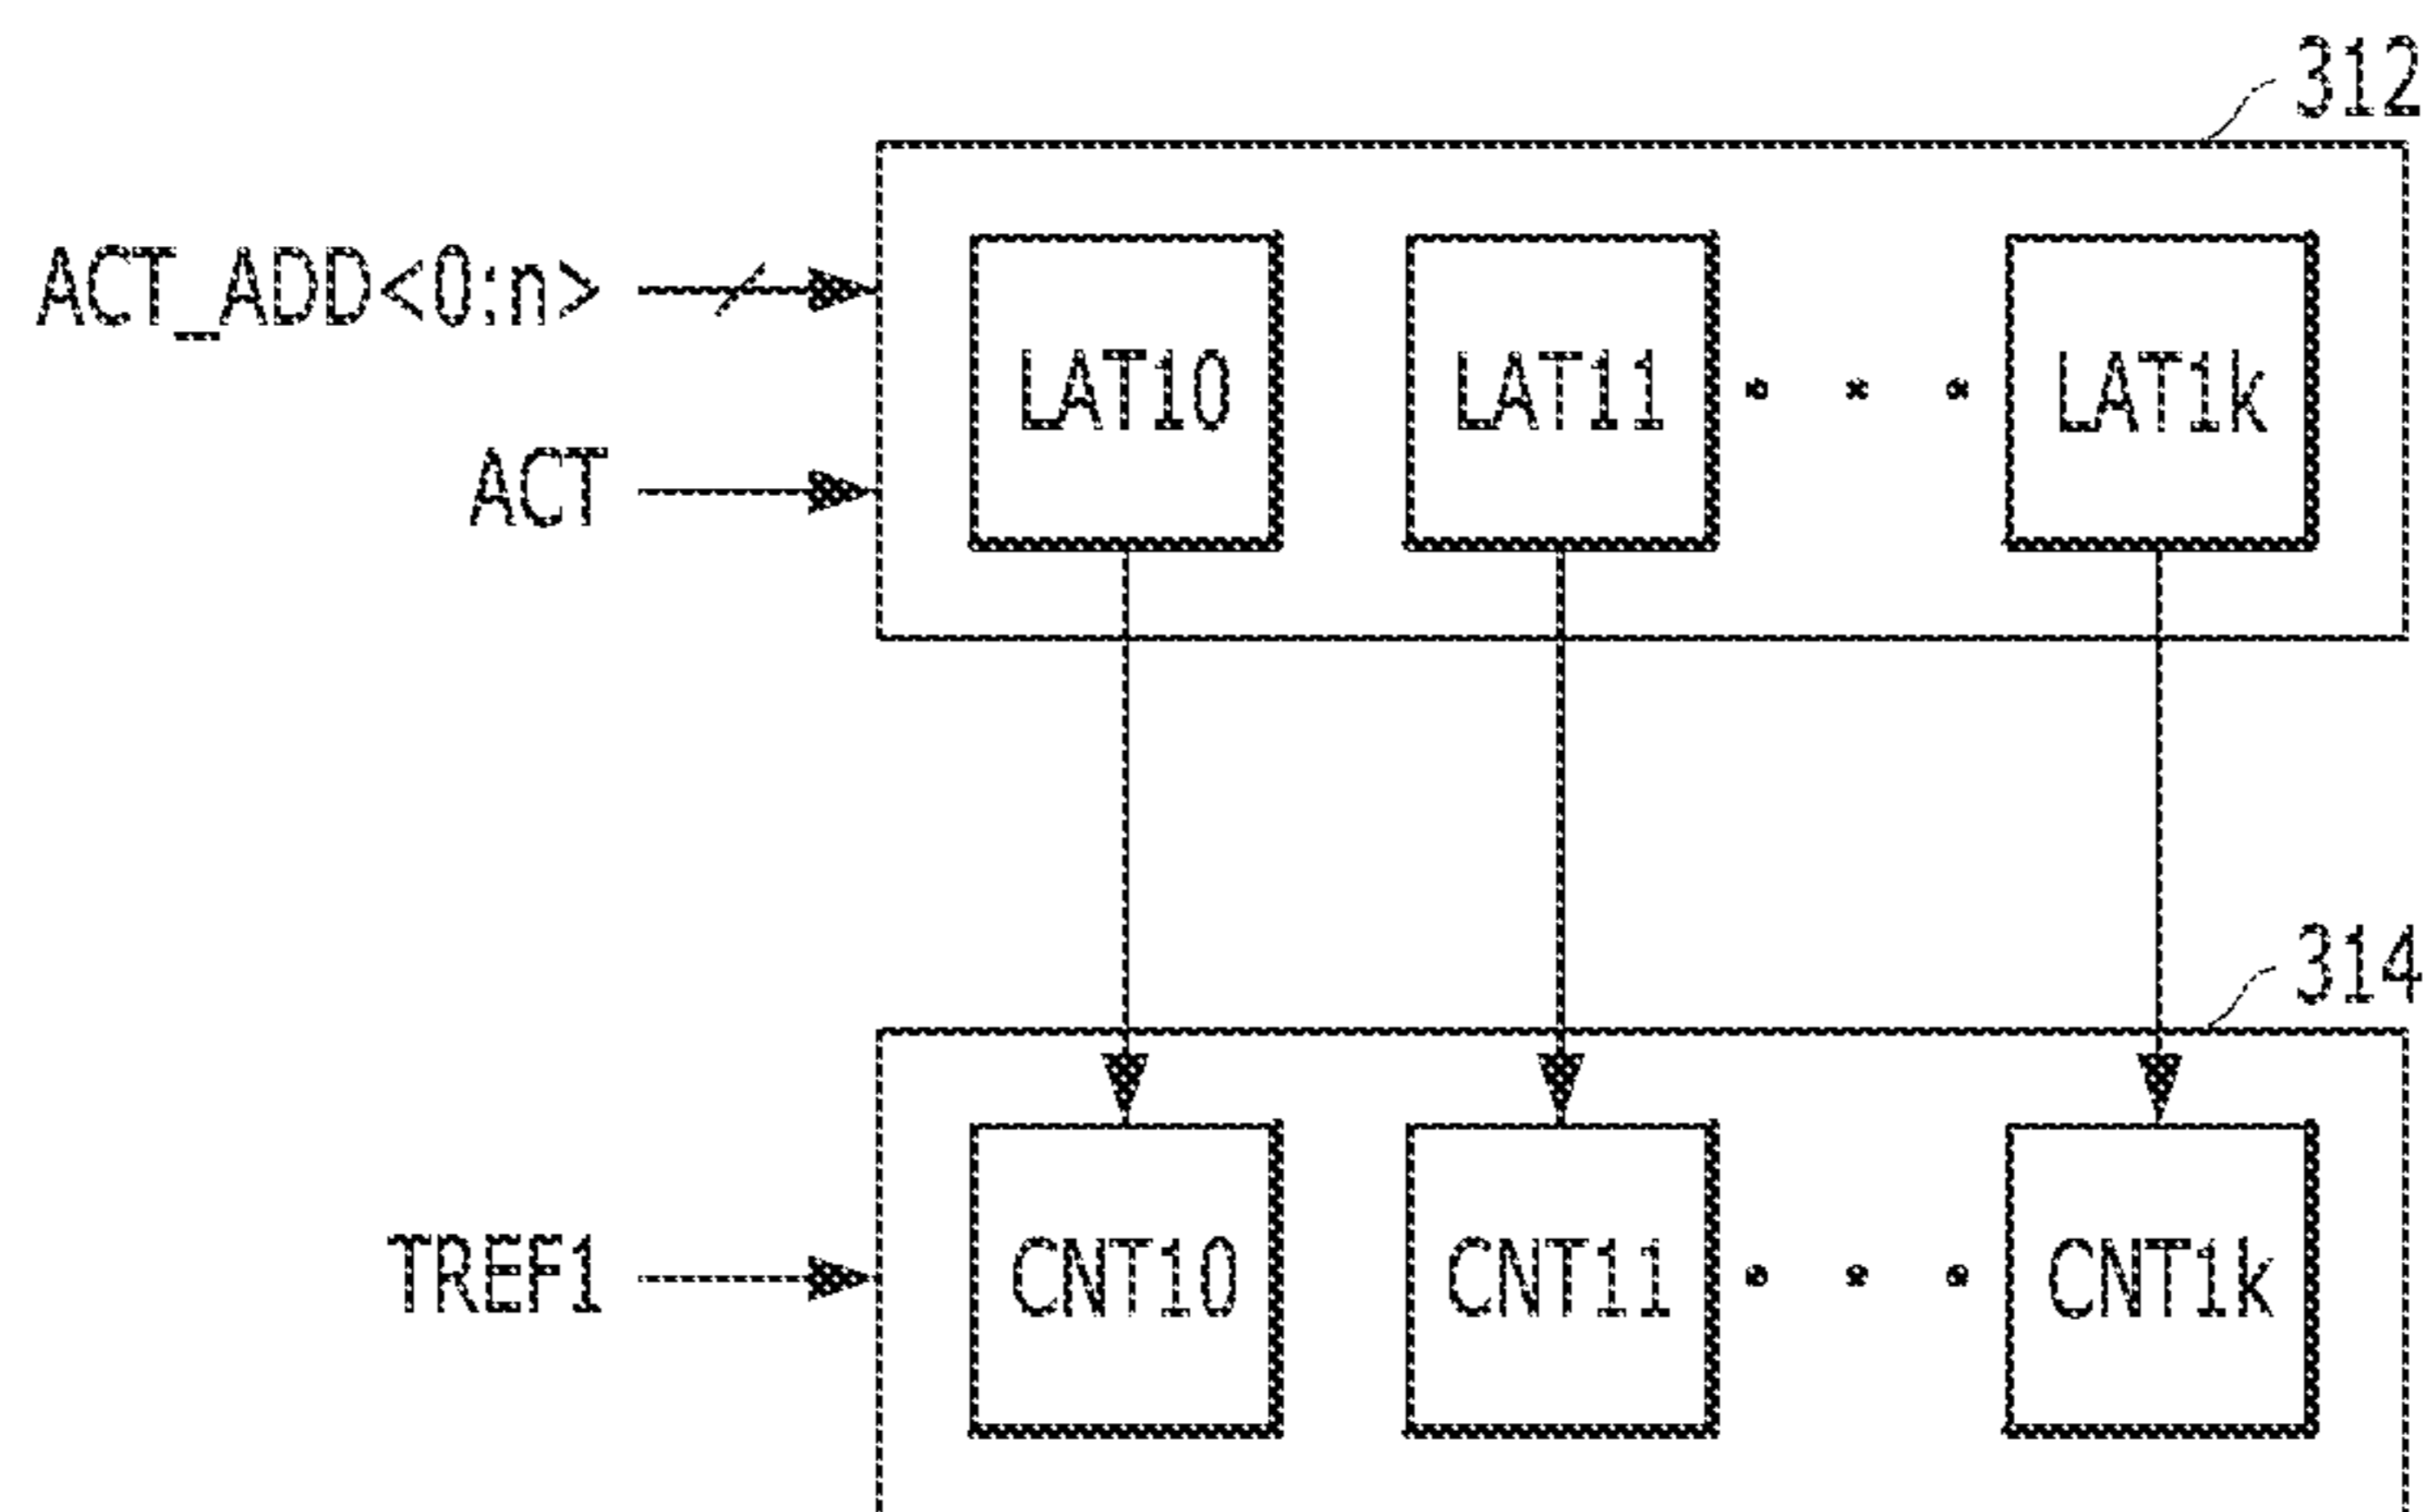 312
ACT_ADD<0:n>
LAT10 LAT11 • • • LAT1k
ACT
314
TREF1
CNT10 CNT11 • • • CNT1k